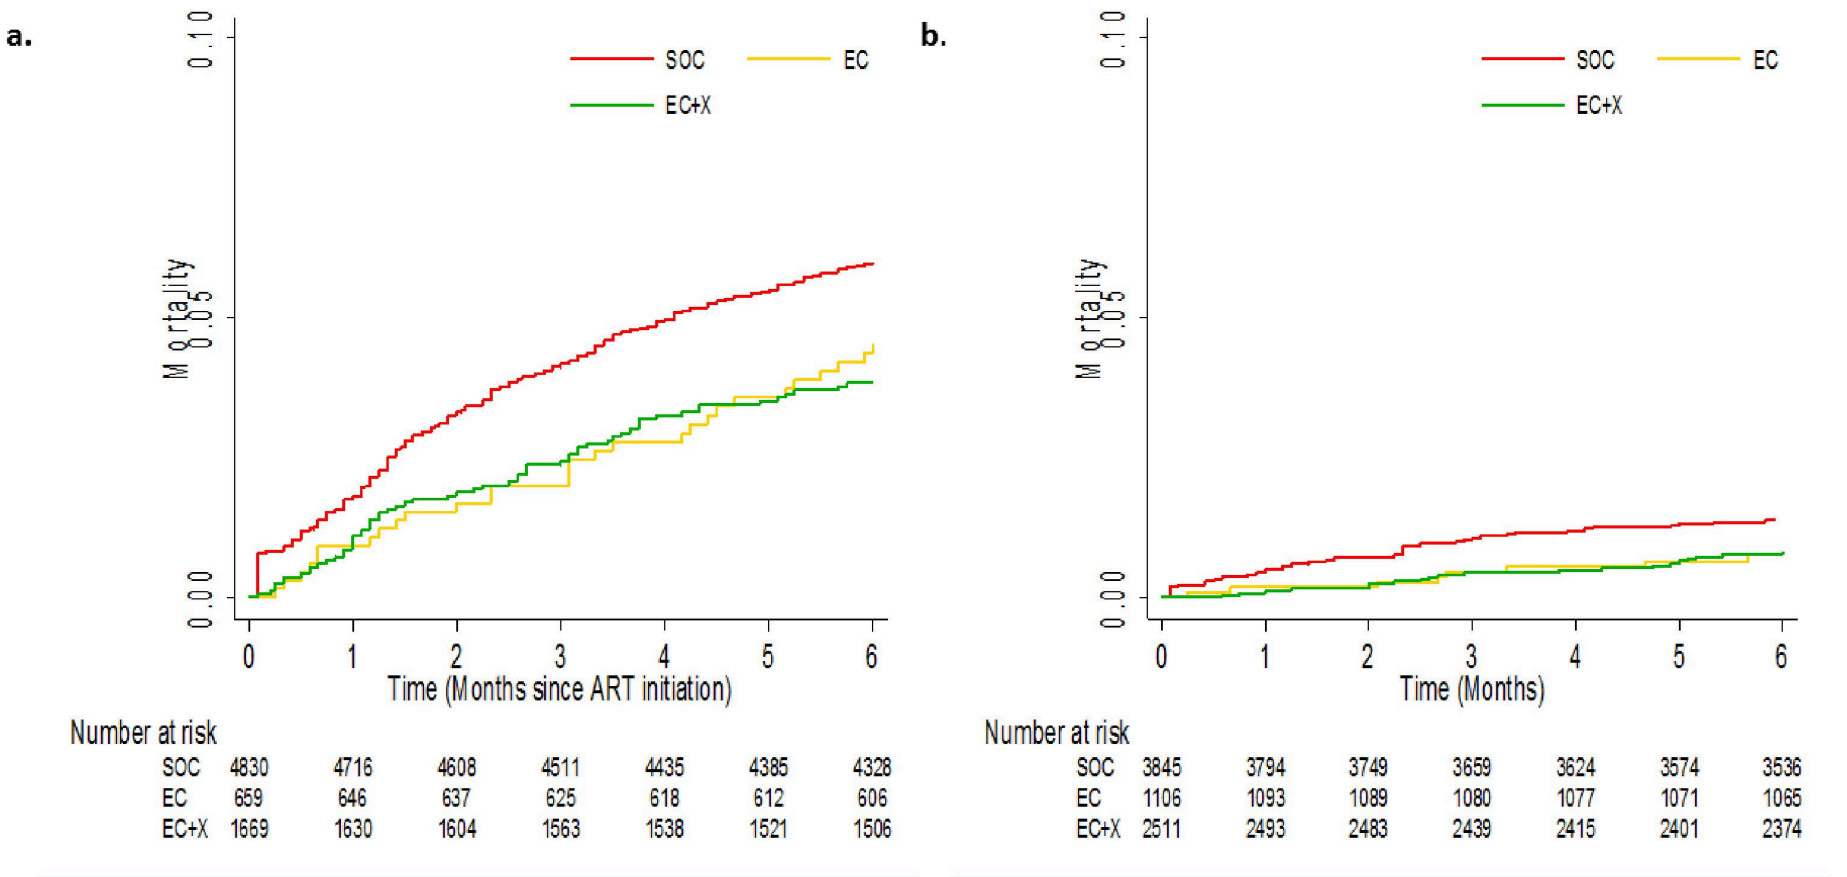 a.
0.10
0.05
0.00
Mortality
SOC EC
EC+X
0 1 2 3 4 5 6
Time (Months since ART initiation)
Number at risk
SOC 4830 4716 4608 4511 4435 4385 4328
EC 659 646 637 625 618 612 606
EC+X 1669 1630 1604 1563 1538 1521 1506
b.
0.10
0.05
0.00
Mortality
SOC EC
EC+X
0 1 2 3 4 5 6
Time (Months)
Number at risk
SOC 3845 3794 3749 3659 3624 3574 3536
EC 1106 1093 1089 1080 1077 1071 1065
EC+X 2511 2493 2483 2439 2415 2401 2374